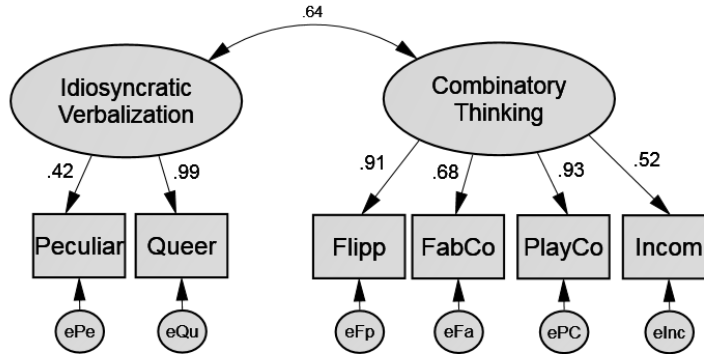 .64
Idiosyncratic
Verbalization
Combinatory
Thinking
.42
.99
.91
.68
.93
.52
Peculiar
Queer
Flipp
FabCo
PlayCo
Incom
ePe
eQu
eFp
eFa
ePC
eInc